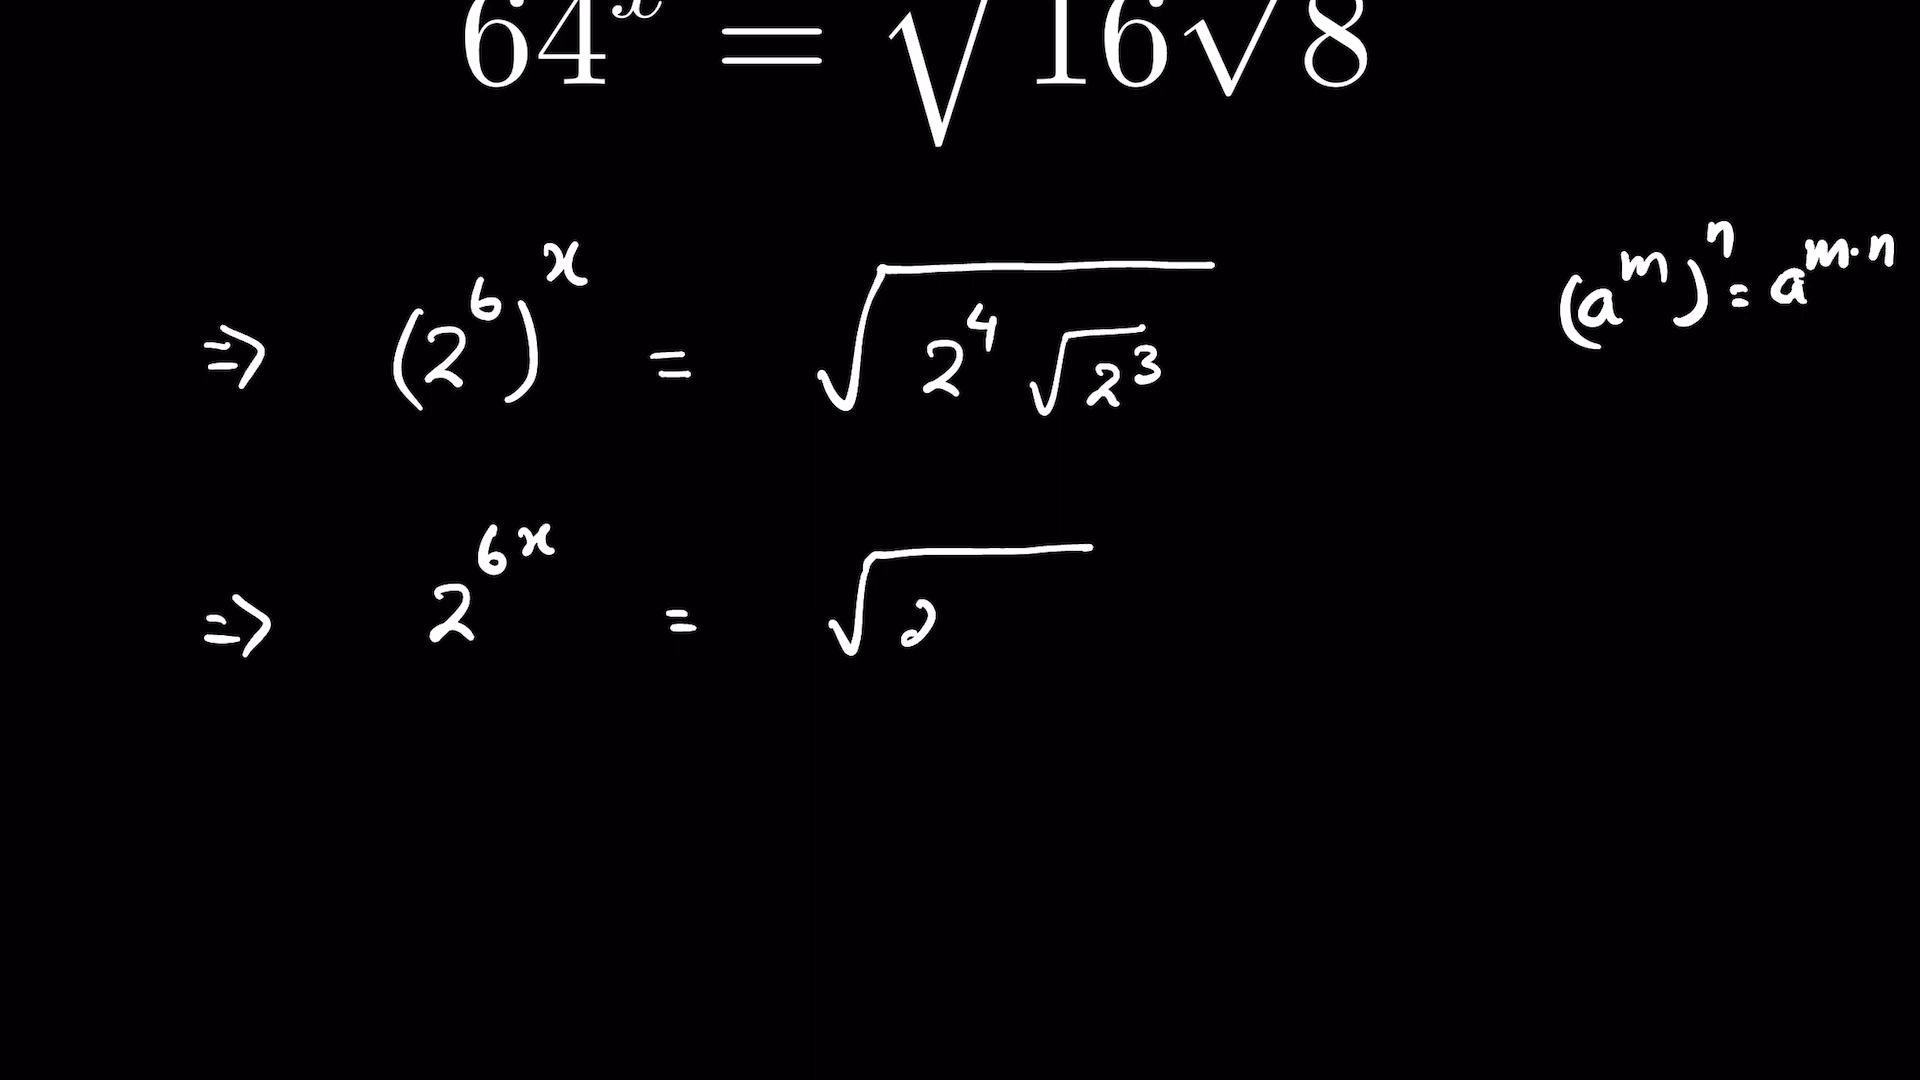 64^x = √16√8
⇒ (2^6)^x = √(2^4 √(2^3))
(a^m)^n = a^(m·n)
⇒ 2^(6x) = √2